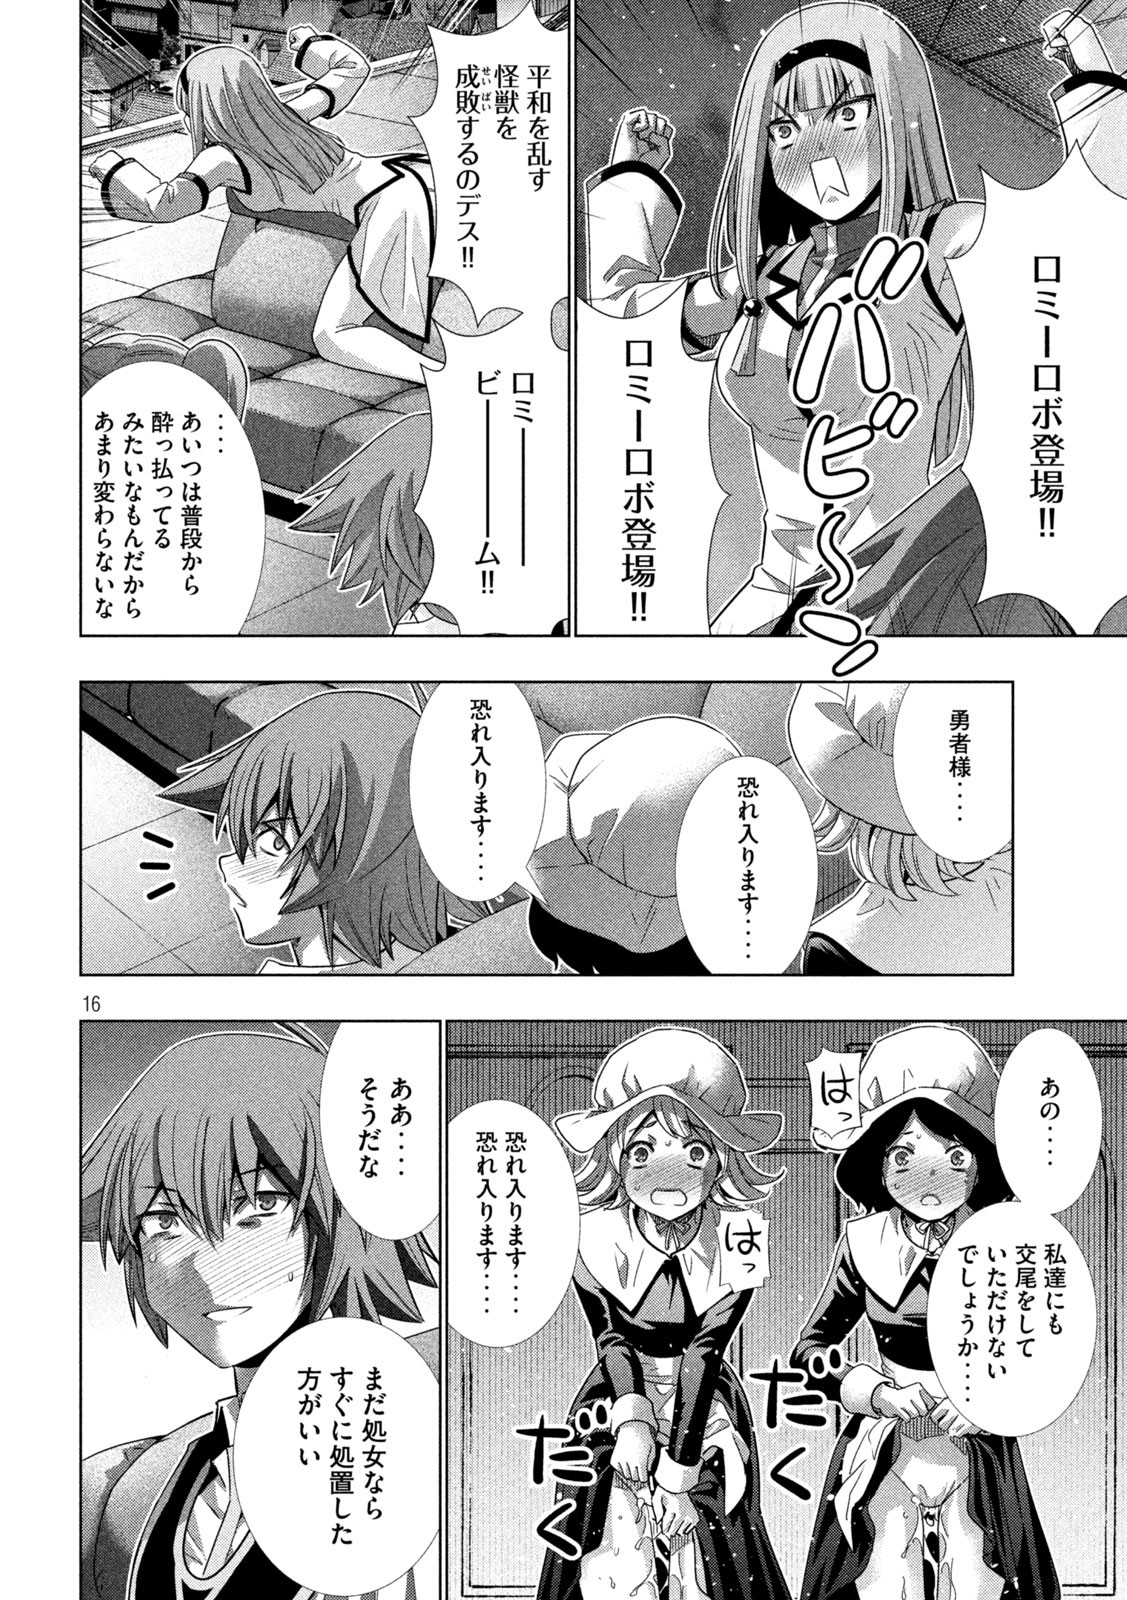 ロミーロボ登場!!
ロミーロボ登場!!
バビ〜ン
平和を乱す
怪獣を
成敗するのデス!!
せいばい
ロミー――
ビ――ム!!
‥‥
あいつは普段から
酔っ払ってる
みたいなもんだから
あまり変わらないな
勇者様‥‥
恐れ入ります‥‥
恐れ入ります‥‥
16
あの‥‥
私達にも
交尾をして
いただけない
でしょうか‥‥
はっ
はっ
だく
だく
恐れ入ります‥‥
恐れ入ります‥‥
ああ‥‥
そうだな
まだ処女なら
すぐに処置した
方がいい